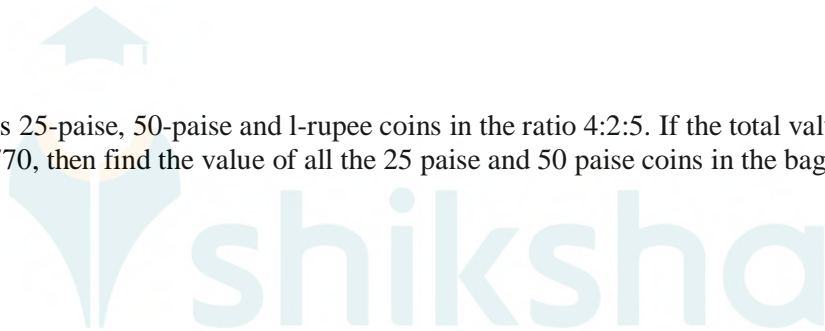 s 25-paise, 50-paise and l-rupee coins in the ratio 4:2:5. If the total val
70, then find the value of all the 25 paise and 50 paise coins in the bag
shiksha